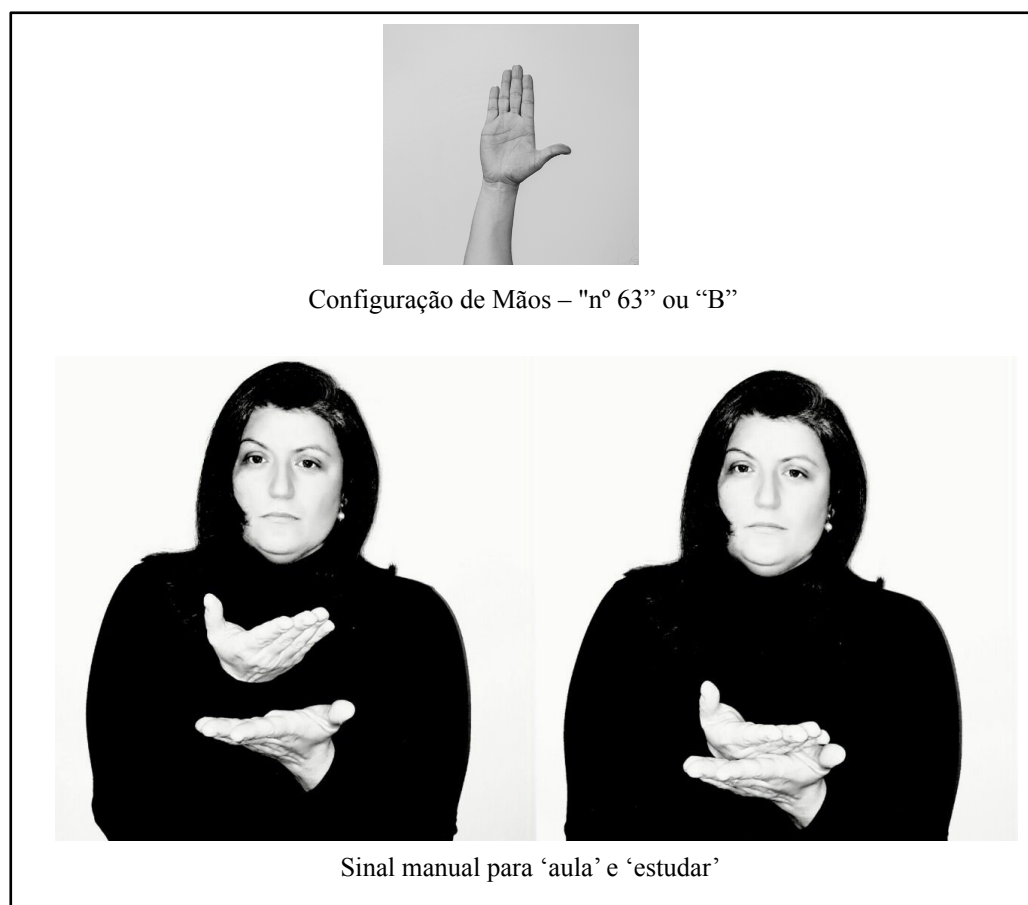 Configuração de Mãos – "nº 63” ou “B”
Sinal manual para ‘aula’ e ‘estudar’